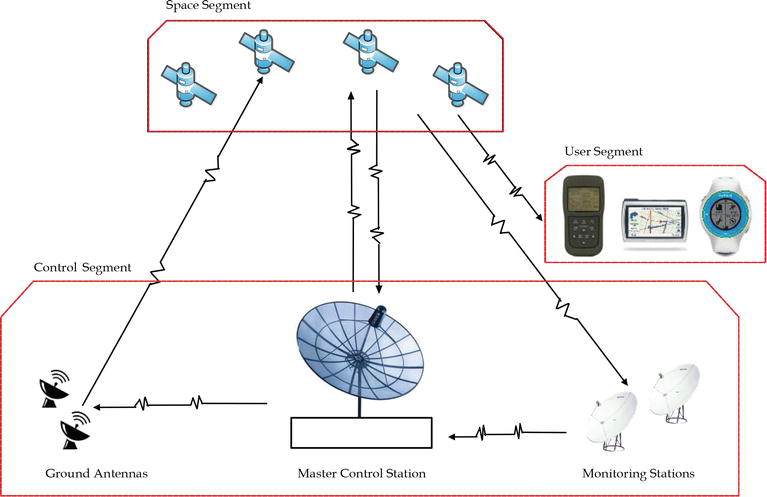 Space Segment
User Segment
Control Segment
Ground Antennas
Master Control Station
Monitoring Stations